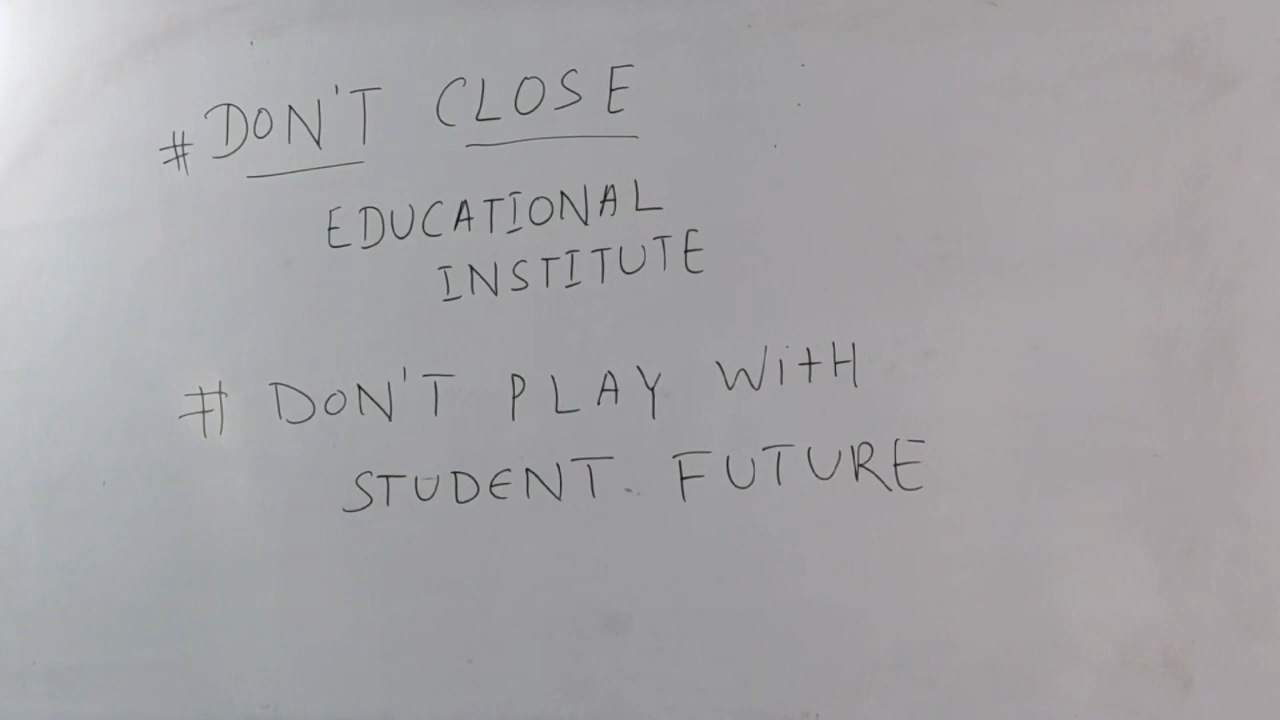 #DON'T CLOSE
EDUCATIONAL
INSTITUTE
# DON'T PLAY WiTH
STUDENT. FUTURE